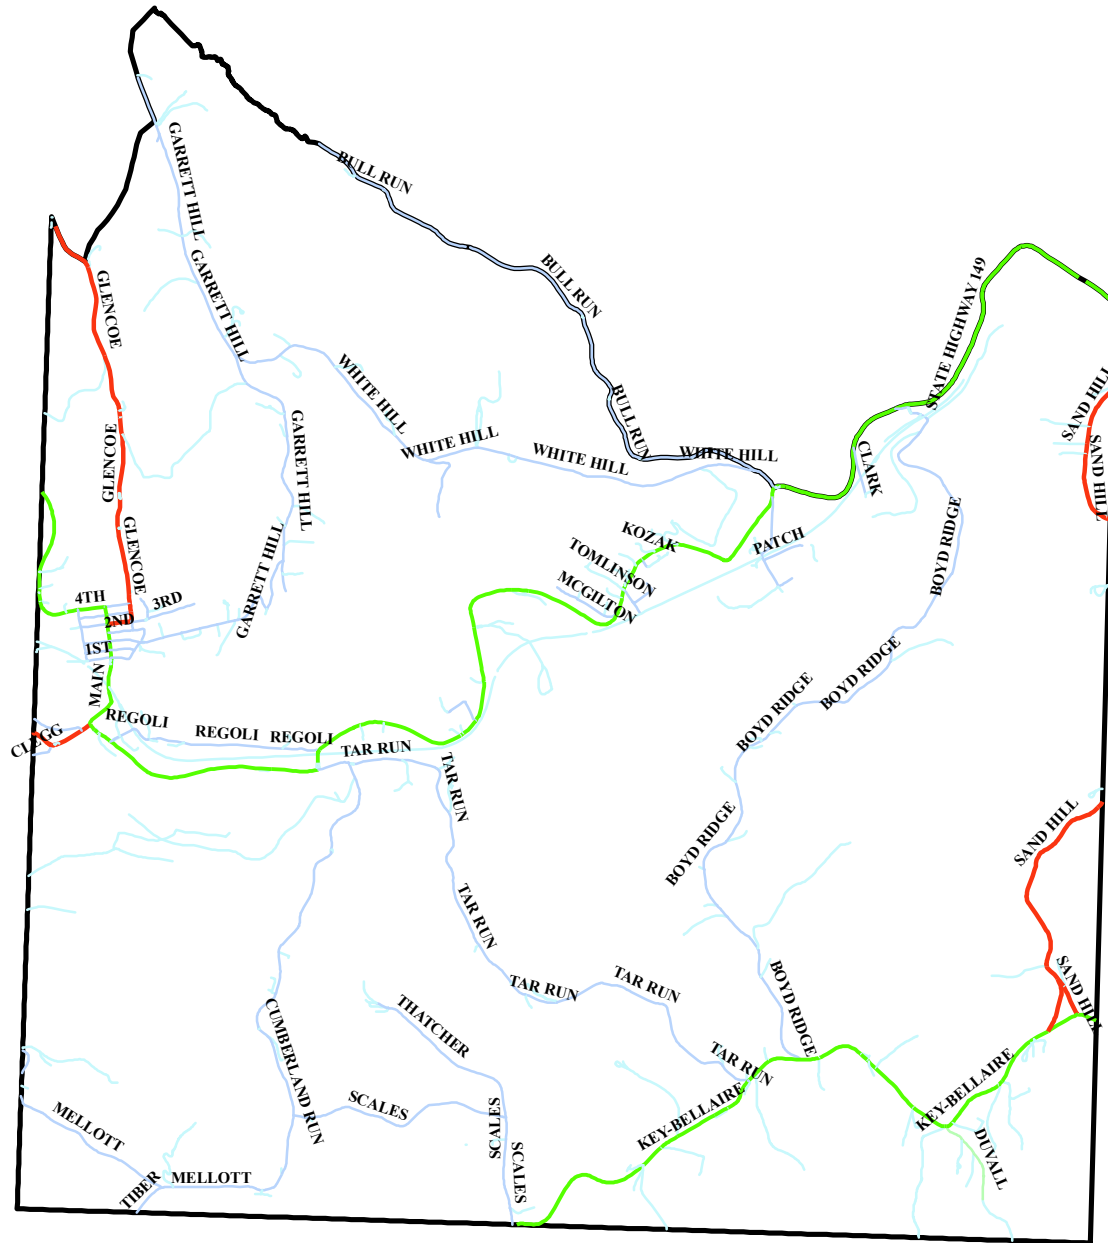 GARRETT HILL
BULL RUN
GARRETT HILL
GLENCOE
BULL RUN
STATE HIGHWAY 149
WHITE HILL
SAND HILL
BULL RUN
GARRETT HILL
WHITE HILL
WHITE HILL
WHITE HILL
CLARK
SAND HILL
GLENCOE
GLENCOE
GARRETT HILL
KOZAK
PATCH
BOYD RIDGE
TOMLINSON
MCGILTON
4TH
3RD
2ND
1ST
MAIN
BOYD RIDGE
BOYD RIDGE
CLEGG
REGOLI
REGOLI
REGOLI
TAR RUN
TAR RUN
BOYD RIDGE
SAND HILL
TAR RUN
TAR RUN
TAR RUN
BOYD RIDGE
SAND HILL
CUMBERLAND RUN
THATCHER
TAR RUN
KEY-BELLAIRE
KEY-BELLAIRE
SCALES
SCALES
SCALES
MELLOTT
TIBER
MELLOTT
DUVALL